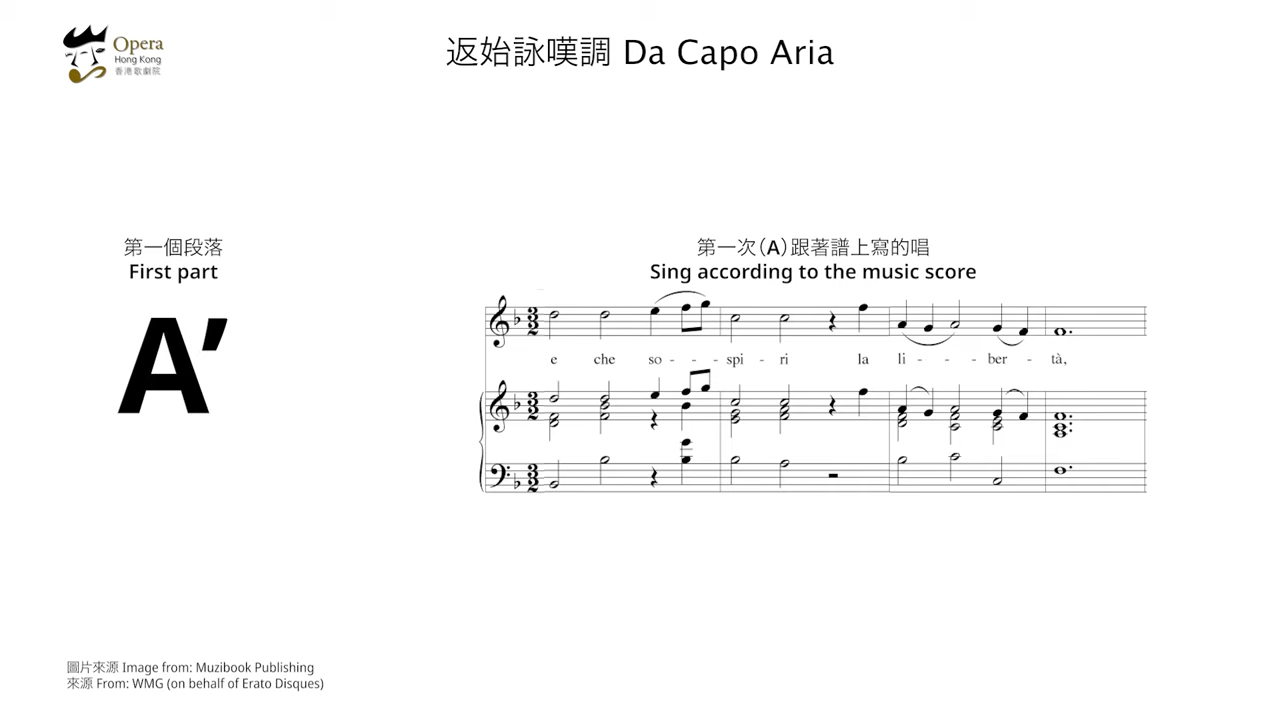 Opera
Hong Kong
香港歌劇院
返始詠嘆調 Da Capo Aria
第一個段落
First part
A′
第一次(A)跟著譜上寫的唱
Sing according to the music score
e che so - - - spi - ri la li - - - ber - tà,
圖片來源 Image from: Muzibook Publishing
來源 From: WMG (on behalf of Erato Disques)